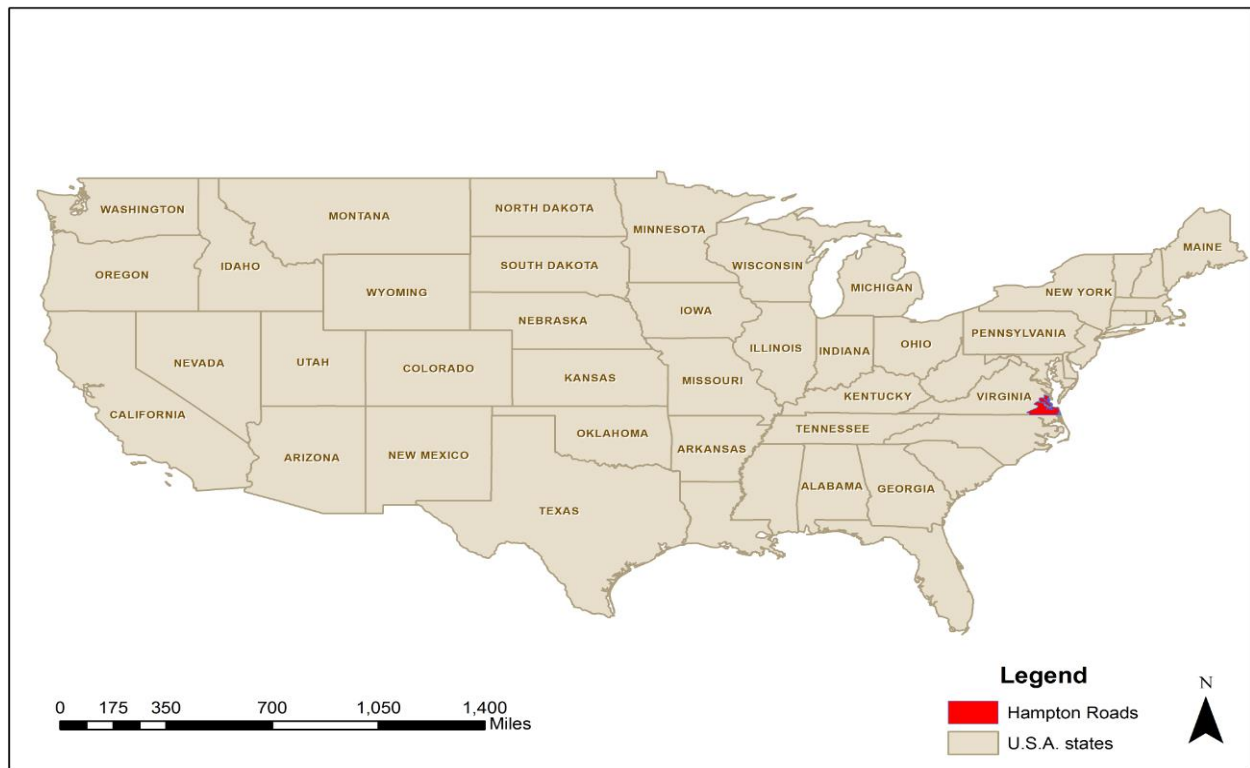 WASHINGTON
MONTANA
NORTH DAKOTA
MINNESOTA
MAINE
OREGON
IDAHO
SOUTH DAKOTA
WISCONSIN
WYOMING
MICHIGAN
NEW YORK
NEBRASKA
IOWA
PENNSYLVANIA
NEVADA
UTAH
COLORADO
KANSAS
MISSOURI
ILLINOIS
INDIANA
OHIO
CALIFORNIA
KENTUCKY
VIRGINIA
ARIZONA
NEW MEXICO
OKLAHOMA
ARKANSAS
TENNESSEE
TEXAS
ALABAMA
GEORGIA
0 175 350 700 1,050 1,400
Miles
Legend
Hampton Roads
U.S.A. states
N